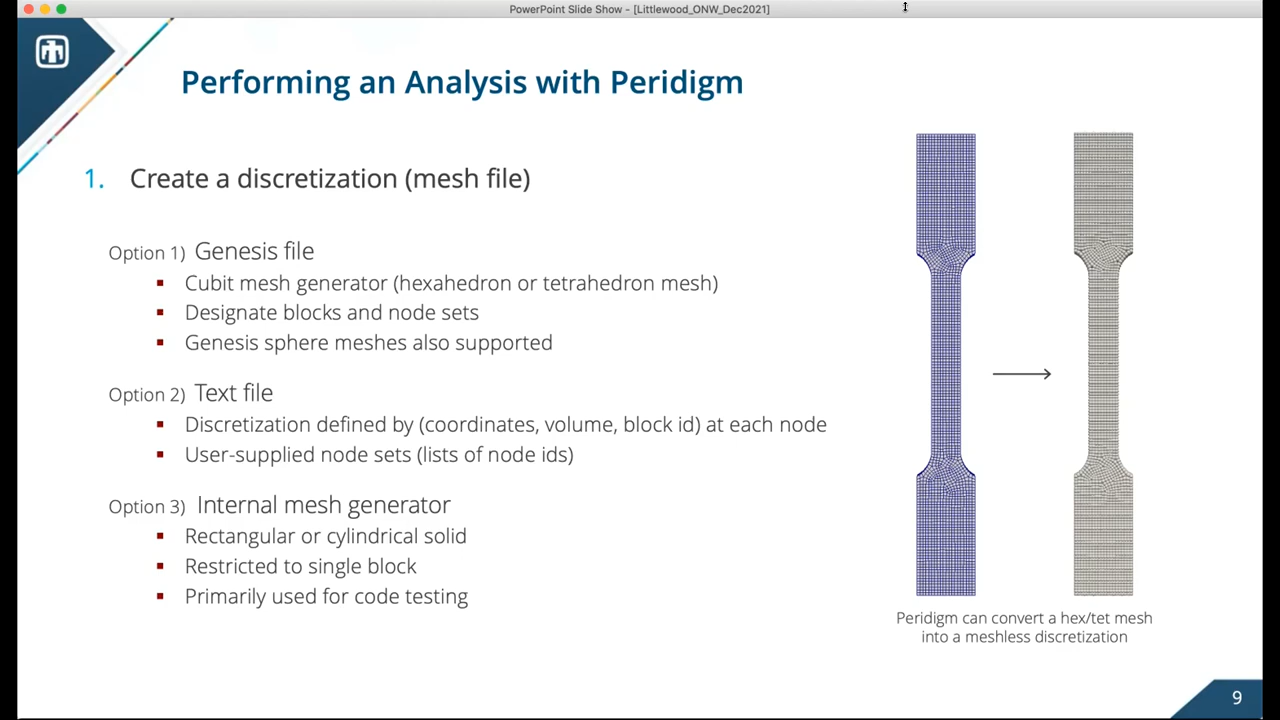 PowerPoint Slide Show - [Littlewood_ONW_Dec2021]
Performing an Analysis with Peridigm
1. Create a discretization (mesh file)
Option 1) Genesis file
▪ Cubit mesh generator (hexahedron or tetrahedron mesh)
▪ Designate blocks and node sets
▪ Genesis sphere meshes also supported
Option 2) Text file
▪ Discretization defined by (coordinates, volume, block id) at each node
▪ User-supplied node sets (lists of node ids)
Option 3) Internal mesh generator
▪ Rectangular or cylindrical solid
▪ Restricted to single block
▪ Primarily used for code testing
Peridigm can convert a hex/tet mesh
into a meshless discretization
9